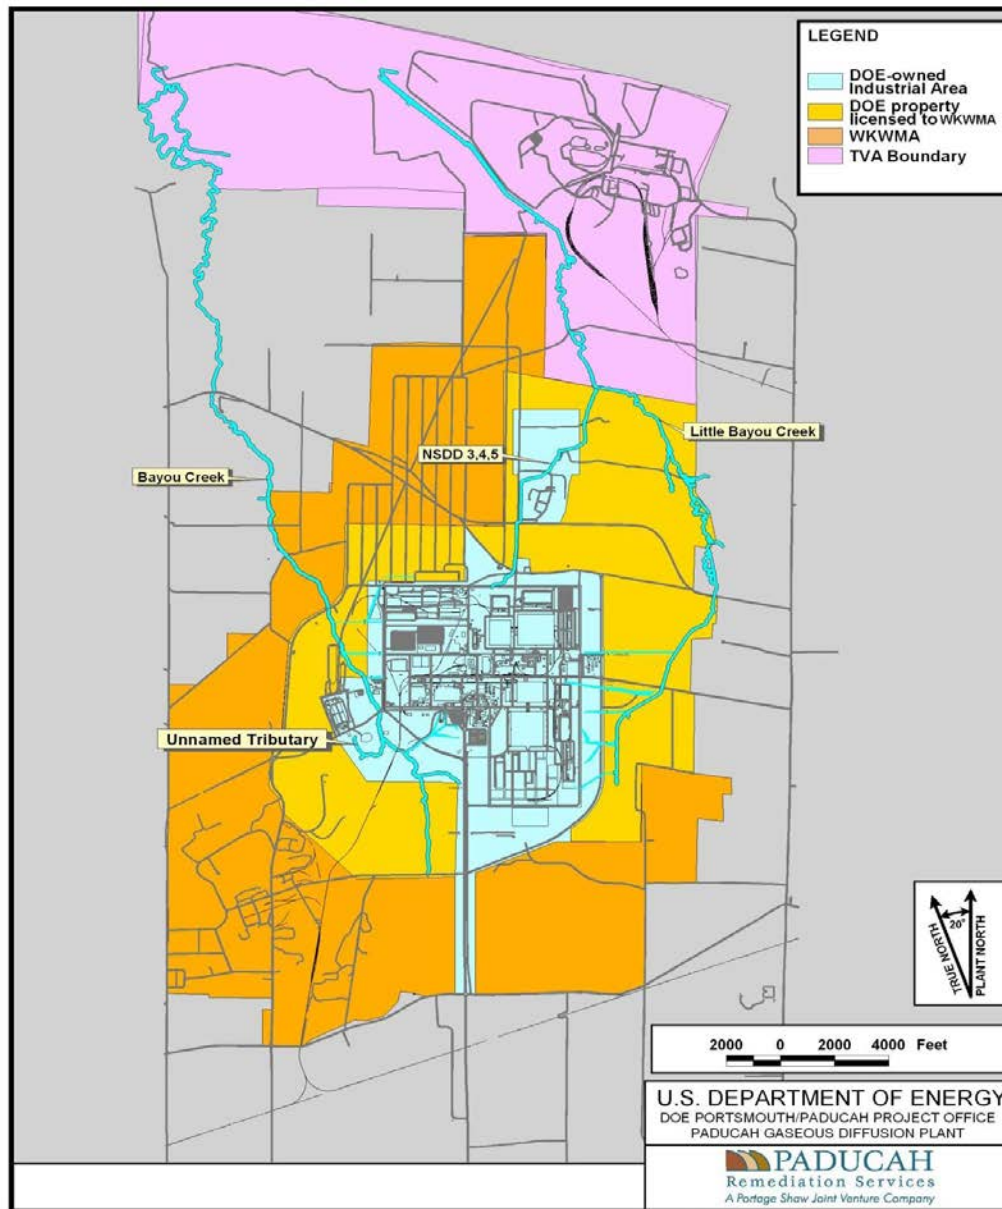 LEGEND
DOE-owned
Industrial Area
DOE property
licensed to WKWMA
WKWMA
TVA Boundary
Little Bayou Creek
NSDD 3,4,5
Bayou Creek
Unnamed Tributary
20°
TRUE NORTH
PLANT NORTH
2000 0 2000 4000 Feet
U.S. DEPARTMENT OF ENERGY
DOE PORTSMOUTH/PADUCAH PROJECT OFFICE
PADUCAH GASEOUS DIFFUSION PLANT
PADUCAH
Remediation Services
A Portage Shaw Joint Venture Company